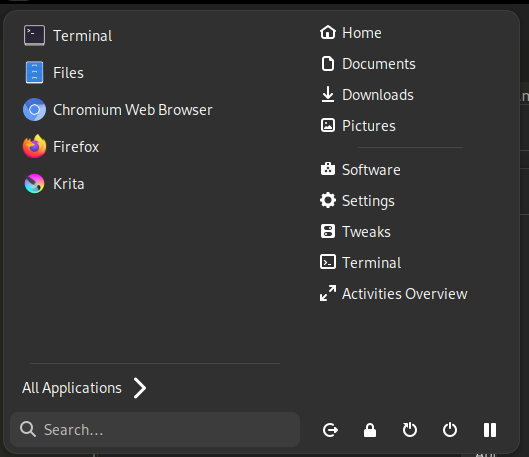 Terminal
Files
Chromium Web Browser
Firefox
Krita
All Applications
Search...
Home
Documents
Downloads
Pictures
Software
Settings
Tweaks
Terminal
Activities Overview